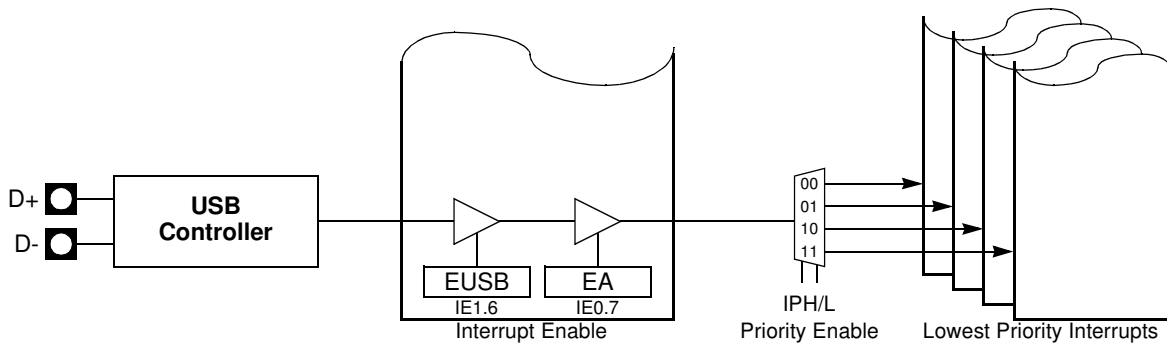 D+
D-
USB
Controller
EUSB
IE1.6
EA
IE0.7
Interrupt Enable
00
01
10
11
IPH/L
Priority Enable
Lowest Priority Interrupts